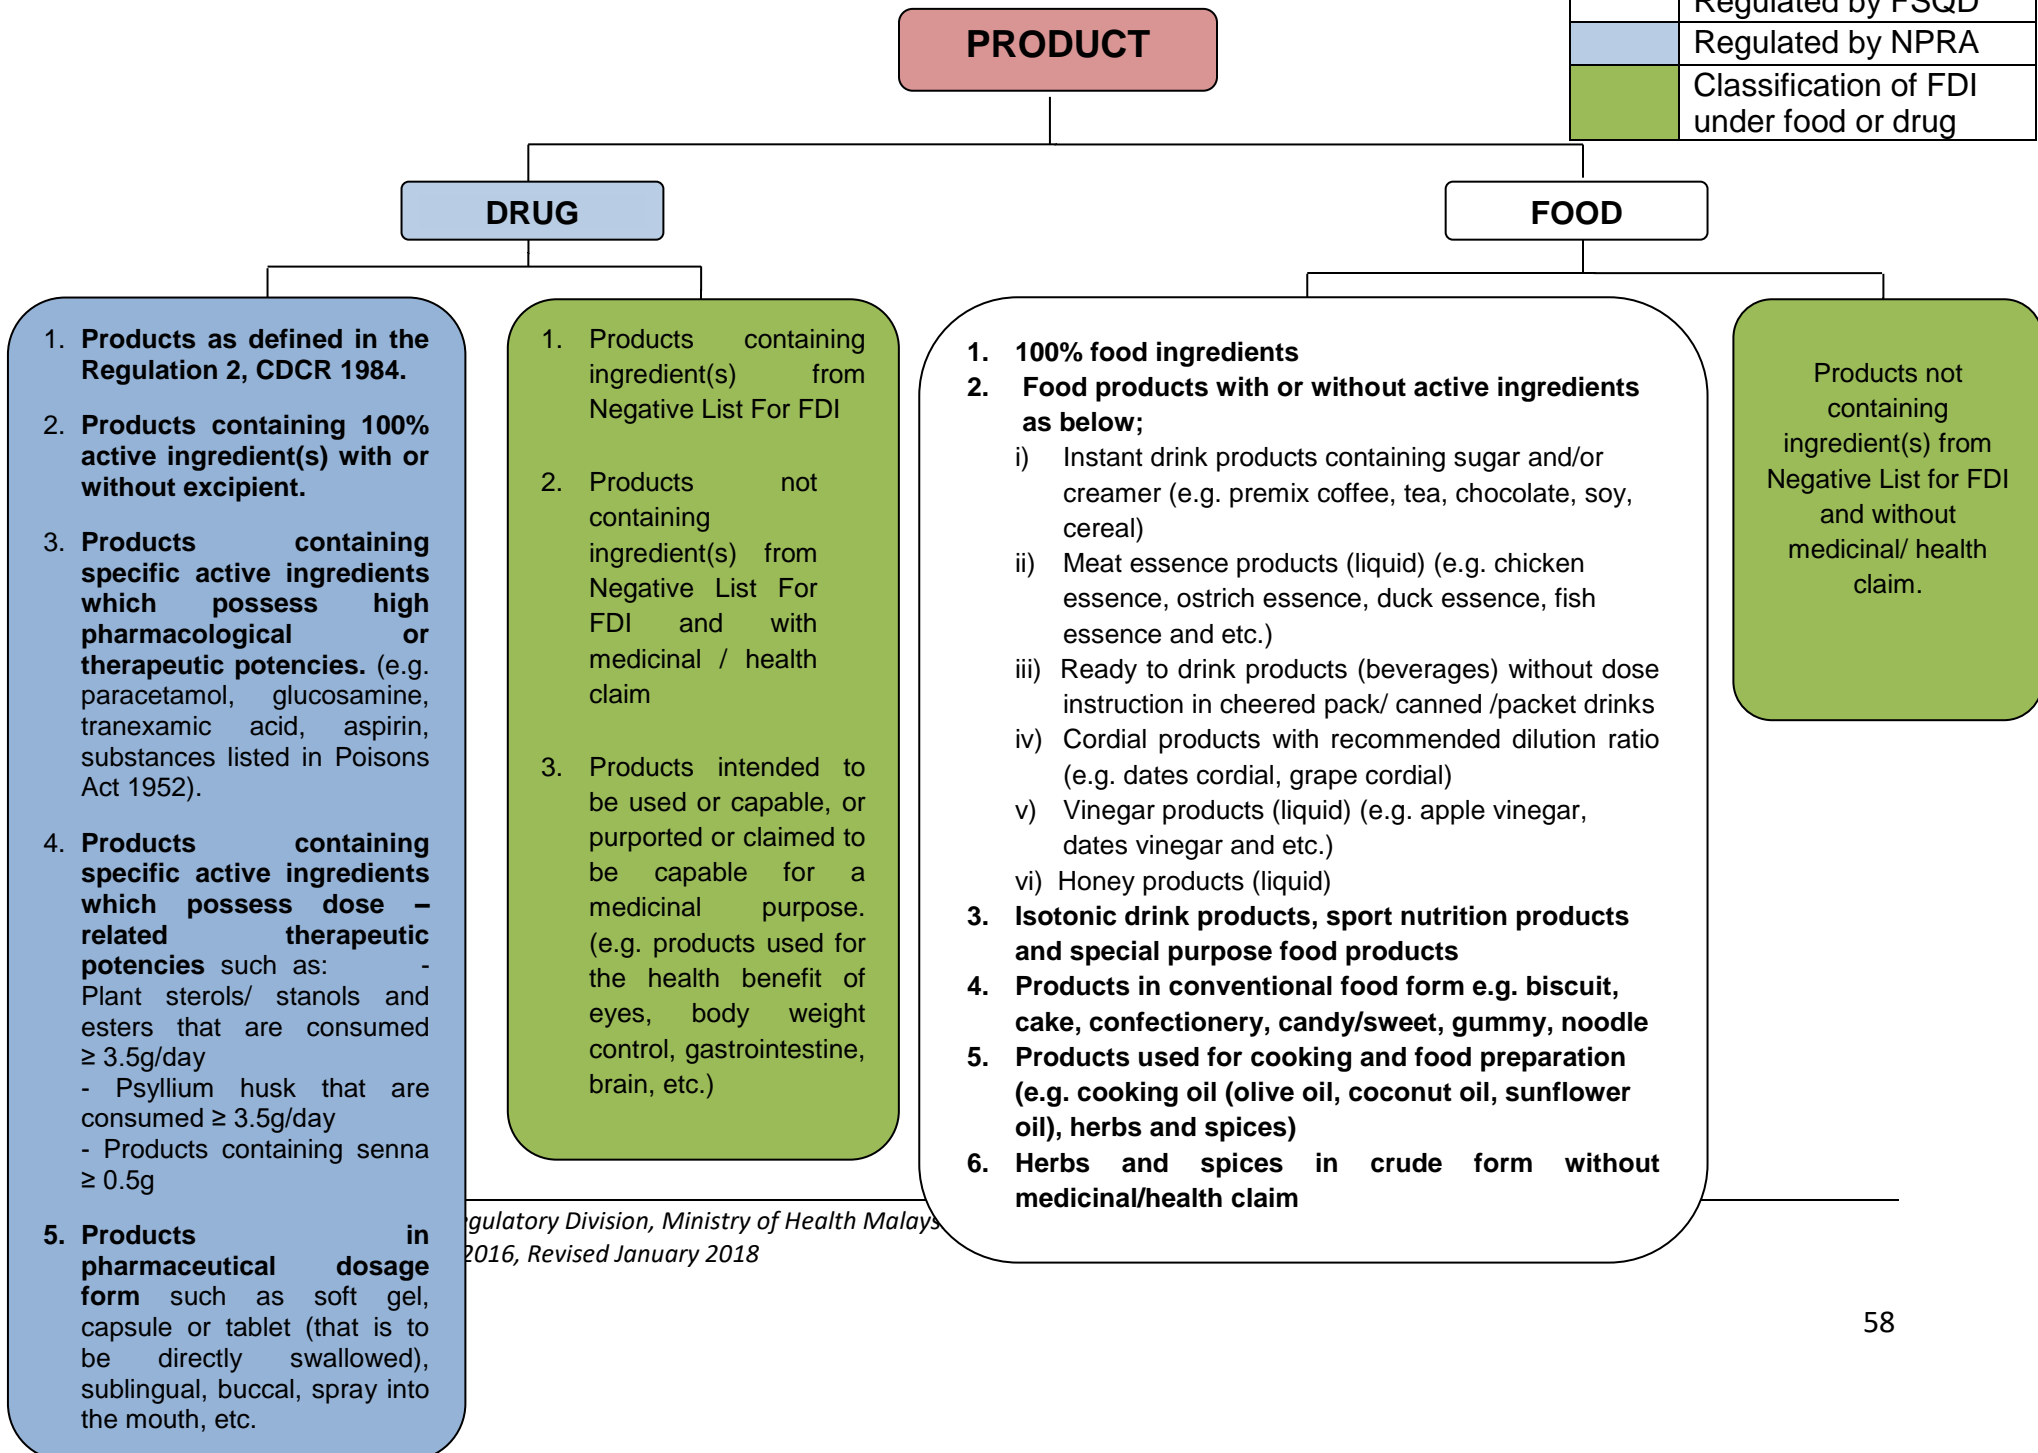 PRODUCT
Regulated by FSQD
Regulated by NPRA
Classification of FDI
under food or drug
DRUG
FOOD
1. Products as defined in the
Regulation 2, CDCR 1984.
2. Products containing 100%
active ingredient(s) with or
without excipient.
3. Products containing
specific active ingredients
which possess high
pharmacological or
therapeutic potencies. (e.g.
paracetamol, glucosamine,
tranexamic acid, aspirin,
substances listed in Poisons
Act 1952).
4. Products containing
specific active ingredients
which possess dose –
related therapeutic
potencies such as: -
Plant sterols/ stanols and
esters that are consumed
≥ 3.5g/day
- Psyllium husk that are
consumed ≥ 3.5g/day
- Products containing senna
≥ 0.5g
5. Products in
pharmaceutical dosage
form such as soft gel,
capsule or tablet (that is to
be directly swallowed),
sublingual, buccal, spray into
the mouth, etc.
1. Products containing
ingredient(s) from
Negative List For FDI
2. Products not
containing
ingredient(s) from
Negative List For
FDI and with
medicinal / health
claim
3. Products intended to
be used or capable, or
purported or claimed to
be capable for a
medicinal purpose.
(e.g. products used for
the health benefit of
eyes, body weight
control, gastrointestine,
brain, etc.)
1. 100% food ingredients
2. Food products with or without active ingredients
as below;
i) Instant drink products containing sugar and/or
creamer (e.g. premix coffee, tea, chocolate, soy,
cereal)
ii) Meat essence products (liquid) (e.g. chicken
essence, ostrich essence, duck essence, fish
essence and etc.)
iii) Ready to drink products (beverages) without dose
instruction in cheered pack/ canned /packet drinks
iv) Cordial products with recommended dilution ratio
(e.g. dates cordial, grape cordial)
v) Vinegar products (liquid) (e.g. apple vinegar,
dates vinegar and etc.)
vi) Honey products (liquid)
3. Isotonic drink products, sport nutrition products
and special purpose food products
4. Products in conventional food form e.g. biscuit,
cake, confectionery, candy/sweet, gummy, noodle
5. Products used for cooking and food preparation
(e.g. cooking oil (olive oil, coconut oil, sunflower
oil), herbs and spices)
6. Herbs and spices in crude form without
medicinal/health claim
Products not
containing
ingredient(s) from
Negative List for FDI
and without
medicinal/ health
claim.
gulatory Division, Ministry of Health Malays
2016, Revised January 2018
58